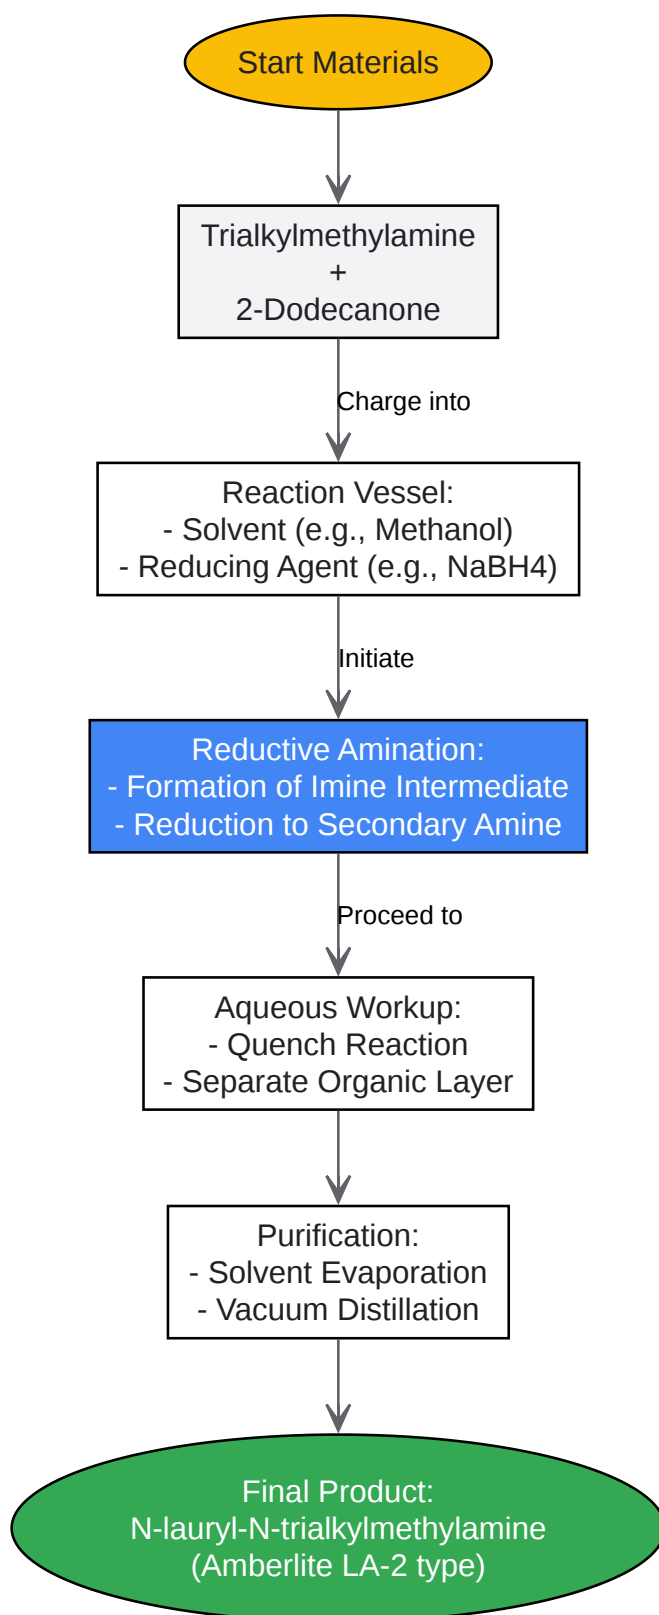 Start Materials
Trialkylmethylamine
+
2-Dodecanone
Charge into
Reaction Vessel:
- Solvent (e.g., Methanol)
- Reducing Agent (e.g., NaBH4)
Initiate
Reductive Amination:
- Formation of Imine Intermediate
- Reduction to Secondary Amine
Proceed to
Aqueous Workup:
- Quench Reaction
- Separate Organic Layer
Purification:
- Solvent Evaporation
- Vacuum Distillation
Final Product:
N-lauryl-N-trialkylmethylamine
(Amberlite LA-2 type)